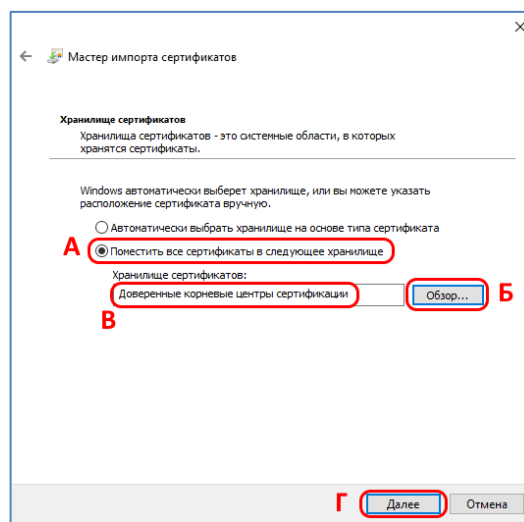 Мастер импорта сертификатов
Хранилище сертификатов
Хранилища сертификатов - это системные области, в которых
хранятся сертификаты.
Windows автоматически выберет хранилище, или вы можете указать
расположение сертификата вручную.
Автоматически выбрать хранилище на основе типа сертификата
А Поместить все сертификаты в следующее хранилище
Хранилище сертификатов:
Доверенные корневые центры сертификации Обзор... Б
В
Г Далее Отмена